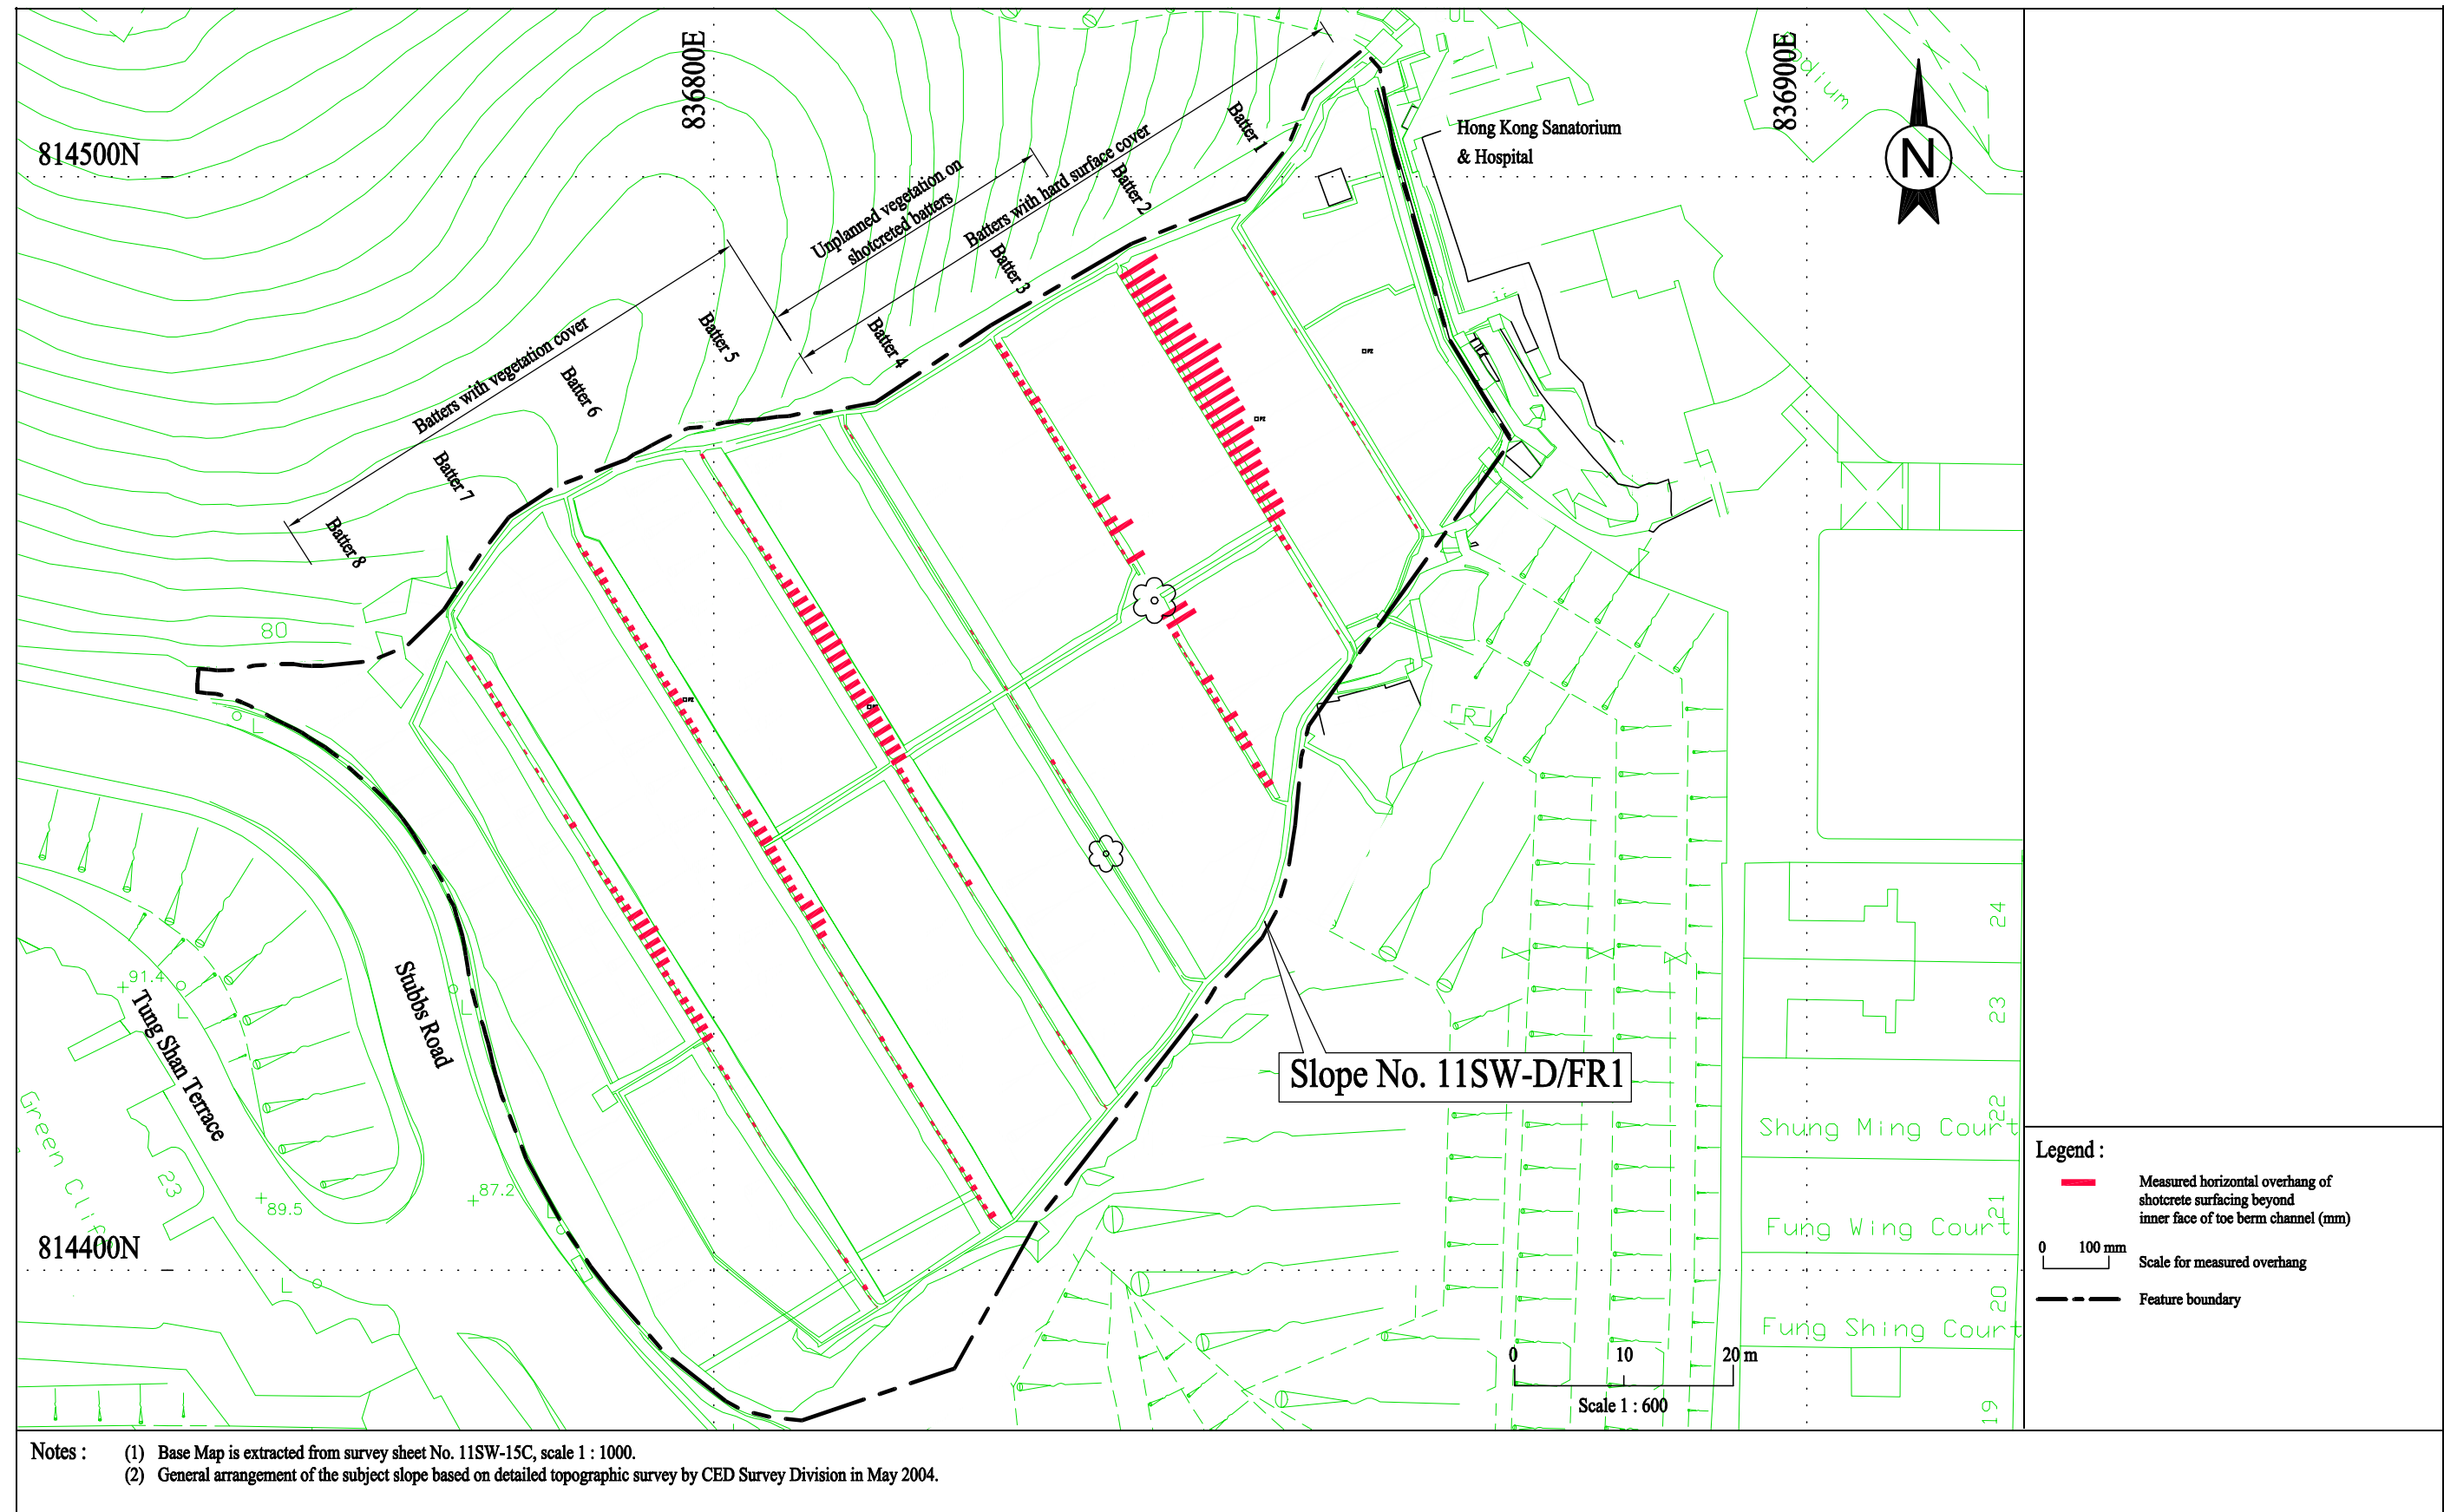 836800E
836900E
814500N
UL
odium
Hong Kong Sanatorium
& Hospital
Batter 1
Batter 2
Batter 3
Batter 4
Batter 5
Batter 6
Batter 7
Batter 8
Unplanned vegetation on
shotcreted batters
Batters with hard surface cover
Batters with vegetation cover
N
80
L
R
91.4
L
L
Tung Shan Terrace
Stubbs Road
Slope No. 11SW-D/FR1
Green
23
87.2
89.5
L
L
814400N
24
23
22
Shung Ming Court
21
Fung Wing Court
20
Fung Shing Court
19
0 10 20 m
Scale 1 : 600
Legend :
Measured horizontal overhang of
shotcrete surfacing beyond
inner face of toe berm channel (mm)
0 100 mm
Scale for measured overhang
Feature boundary
Notes : (1) Base Map is extracted from survey sheet No. 11SW-15C, scale 1 : 1000.
(2) General arrangement of the subject slope based on detailed topographic survey by CED Survey Division in May 2004.